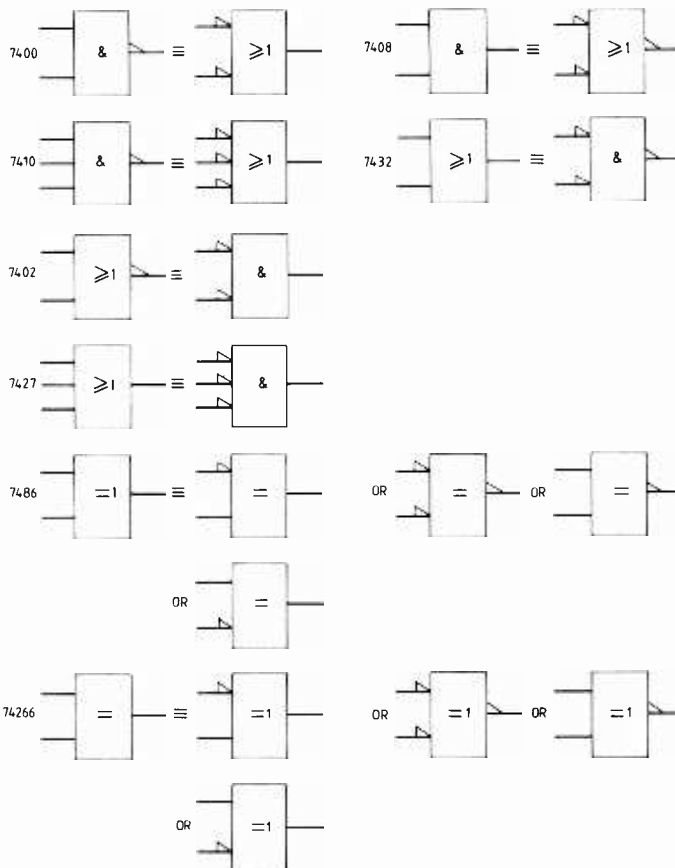 7400 & ≡ ⩾1 7408 & ≡ ⩾1
7410 & ≡ ⩾1 7432 ⩾1 ≡ &
7402 ⩾1 ≡ &
7427 ⩾1 ≡ &
7486 =1 ≡ = OR = OR =
OR =
74266 = ≡ =1 OR =1 OR =1
OR =1